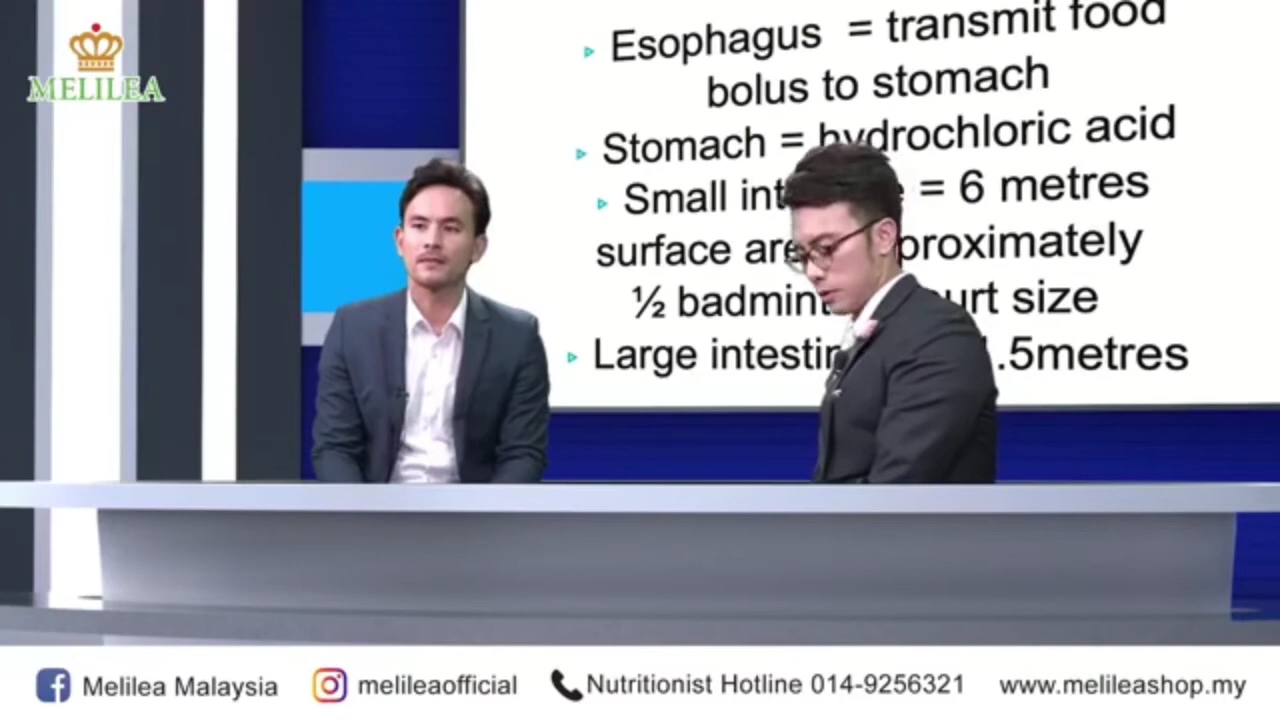 MELILEA
Esophagus = transmit food
bolus to stomach
Stomach = hydrochloric acid
Small int = 6 metres
surface are proximately
½ badmin urt size
Large intestin .5metres
Melilea Malaysia
melileaofficial
Nutritionist Hotline 014-9256321
www.melileashop.my